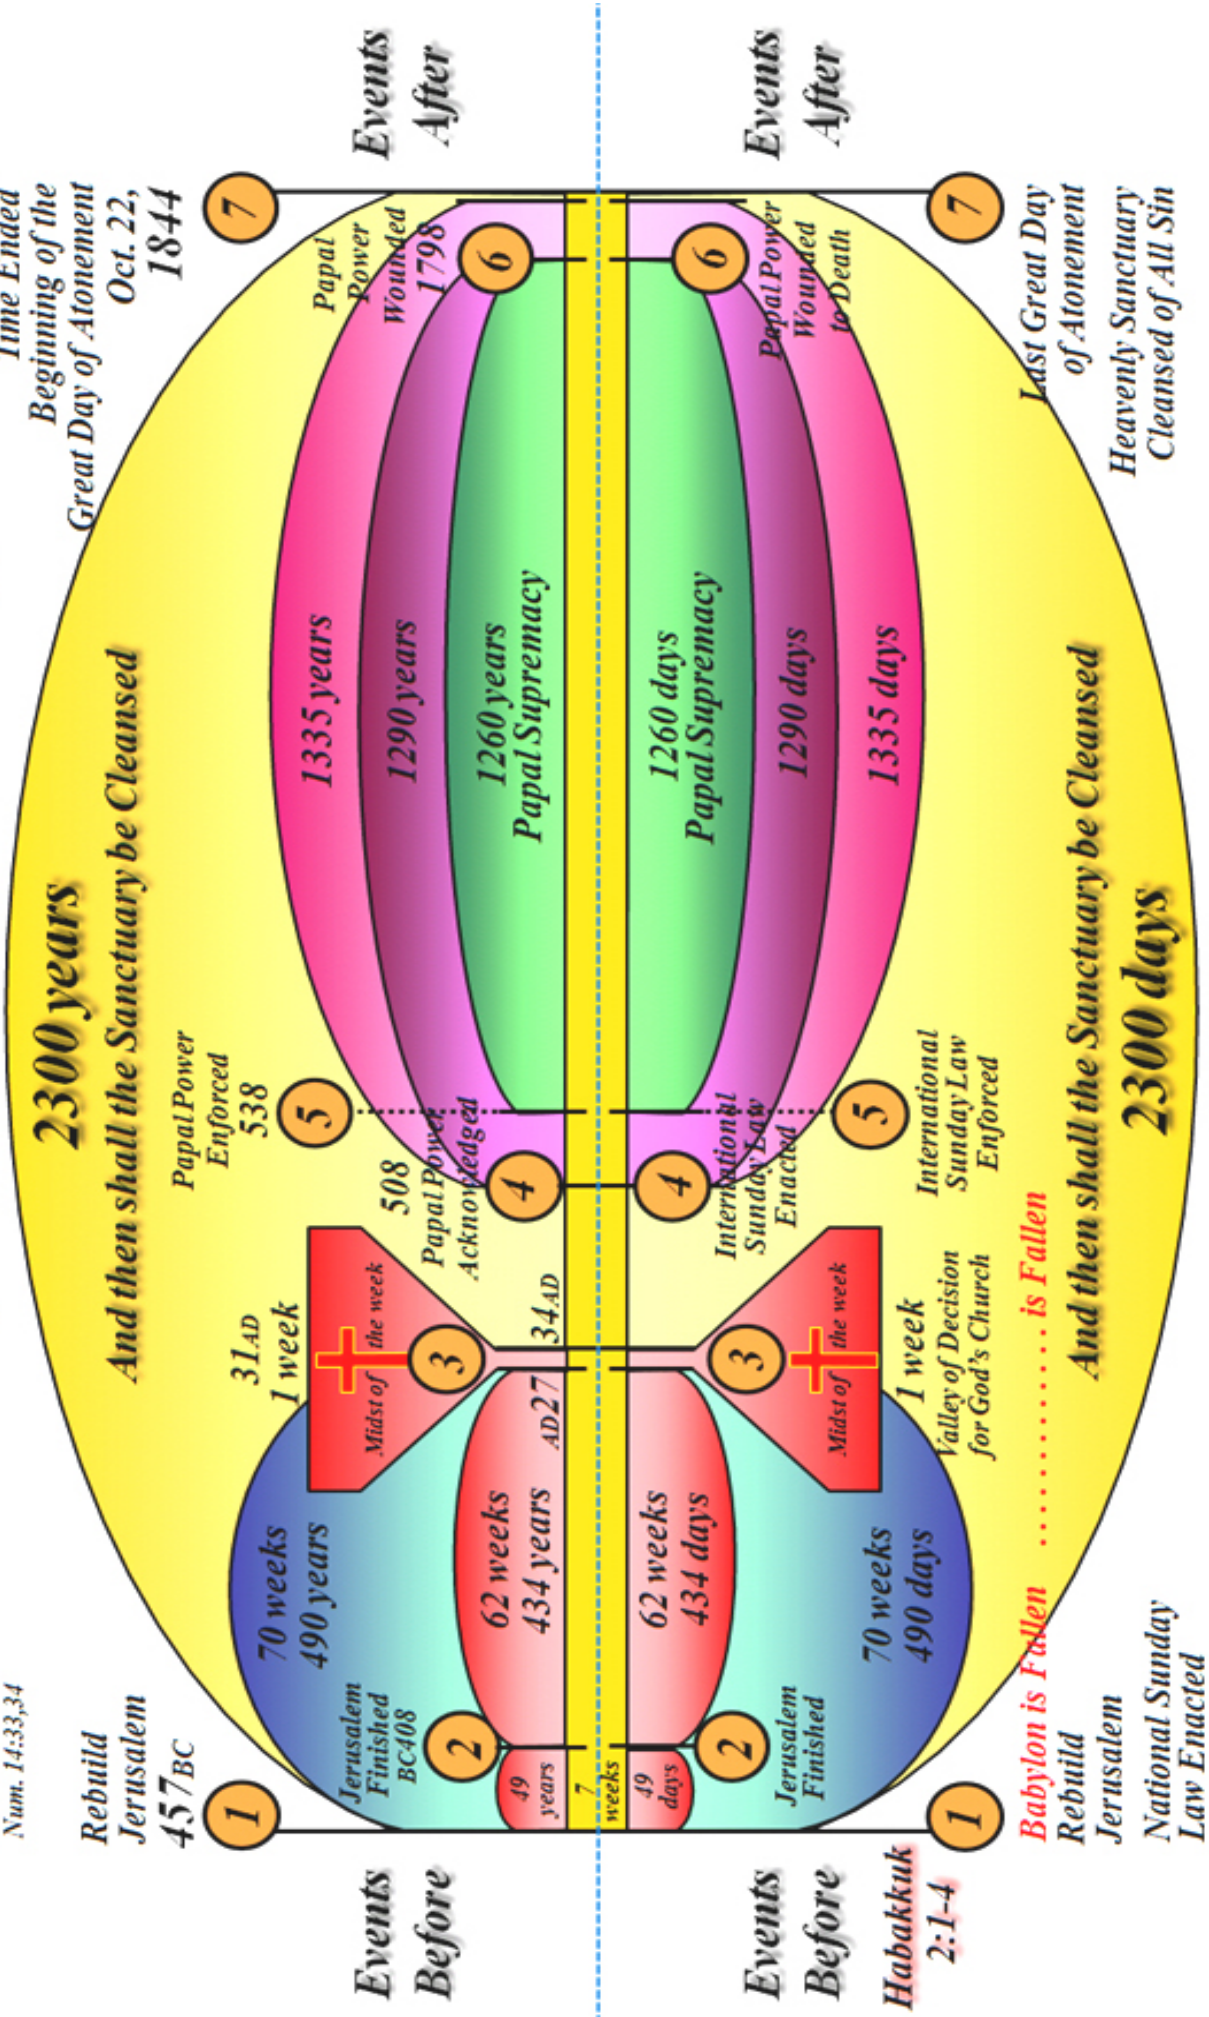 Num. 14:33,34
Rebuild
Jerusalem
457 BC
1
Time Ended
Beginning of the
Great Day of Atonement
Oct. 22,
1844
7
2300 years
And then shall the Sanctuary be Cleansed
Events
Before
Events
After
70 weeks
490 years
Jerusalem
Finished
BC408
2
49
years
62 weeks
434 years
31AD
1 week
Midst of the week
3
AD27
34AD
508
Papal Power
Acknowledged
4
Papal Power
Enforced
538
5
1335 years
1290 years
1260 years
Papal Supremacy
Papal
Power
Wounded
1798
6
7
weeks
49
days
62 weeks
434 days
2
Jerusalem
Finished
70 weeks
490 days
3
Midst of the week
1 week
Valley of Decision
for God's Church
4
International
Sunday Law
Enacted
5
International
Sunday Law
Enforced
1260 days
Papal Supremacy
1290 days
1335 days
6
Papal Power
Wounded
to Death
Events
Before
Events
After
Habakkuk
2:1-4
1
Babylon is Fallen ............. is Fallen
Rebuild
Jerusalem
National Sunday
Law Enacted
And then shall the Sanctuary be Cleansed
2300 days
7
Last Great Day
of Atonement
Heavenly Sanctuary
Cleansed of All Sin